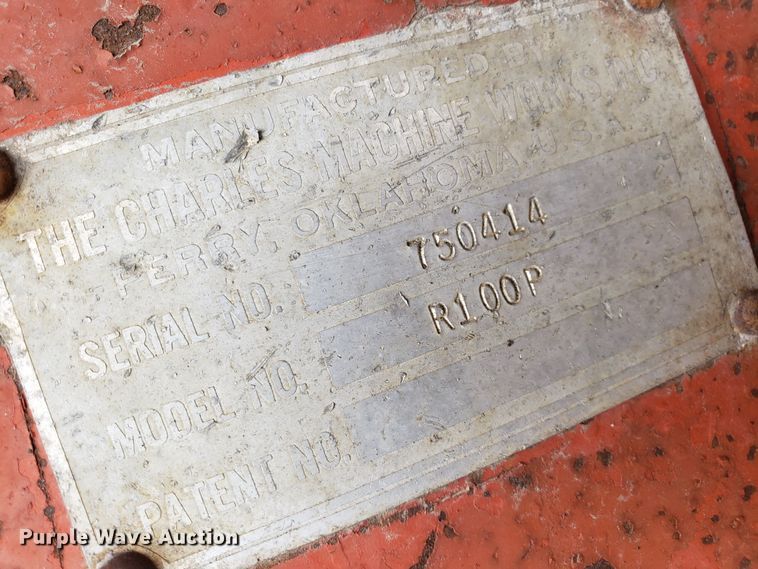 MANUFACTURED BY
THE CHARLES MACHINE WORKS INC.
PERRY, OKLAHOMA U.S.A.
SERIAL NO. 750414
MODEL NO. R100P
PATENT NO.
Purple Wave Auction